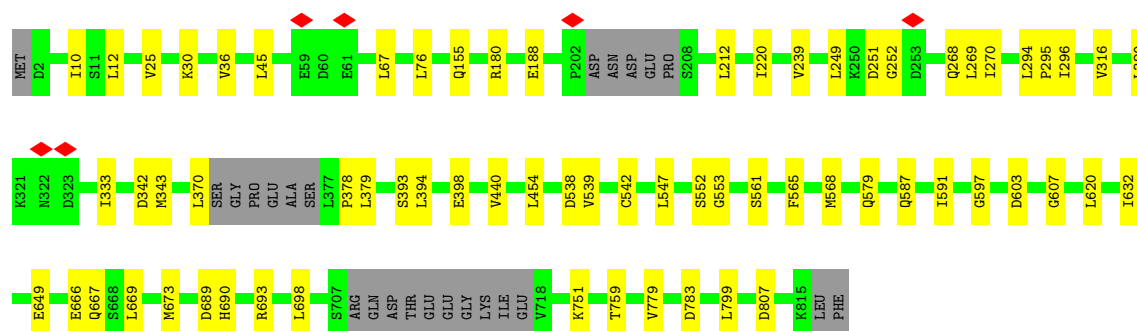 MET D2 I10 S11 L12 V25 K30 V36 L45 E59 D60 E61 L67 L76 Q155 R180 E188 P202 ASP ASN ASP GLU PRO S208 L212 I220 V239 L249 K250 D251 G252 D253 Q268 L269 I270 L294 P295 I296 V316
K321 N322 D323 I333 D342 M343 L370 SER GLY PRO GLU ALA SER L377 P378 L379 S393 L394 E398 V440 L454 D538 V539 C542 L547 S552 G553 S561 F565 M568 Q579 Q587 I591 G597 D603 G607 L620 I632
E649 E666 Q667 S668 L669 M673 D689 H690 R693 L698 S707 ARG GLN ASP THR GLU GLU GLY LYS ILE GLU V718 K751 T759 V779 D783 L799 D807 K815 LEU PHE